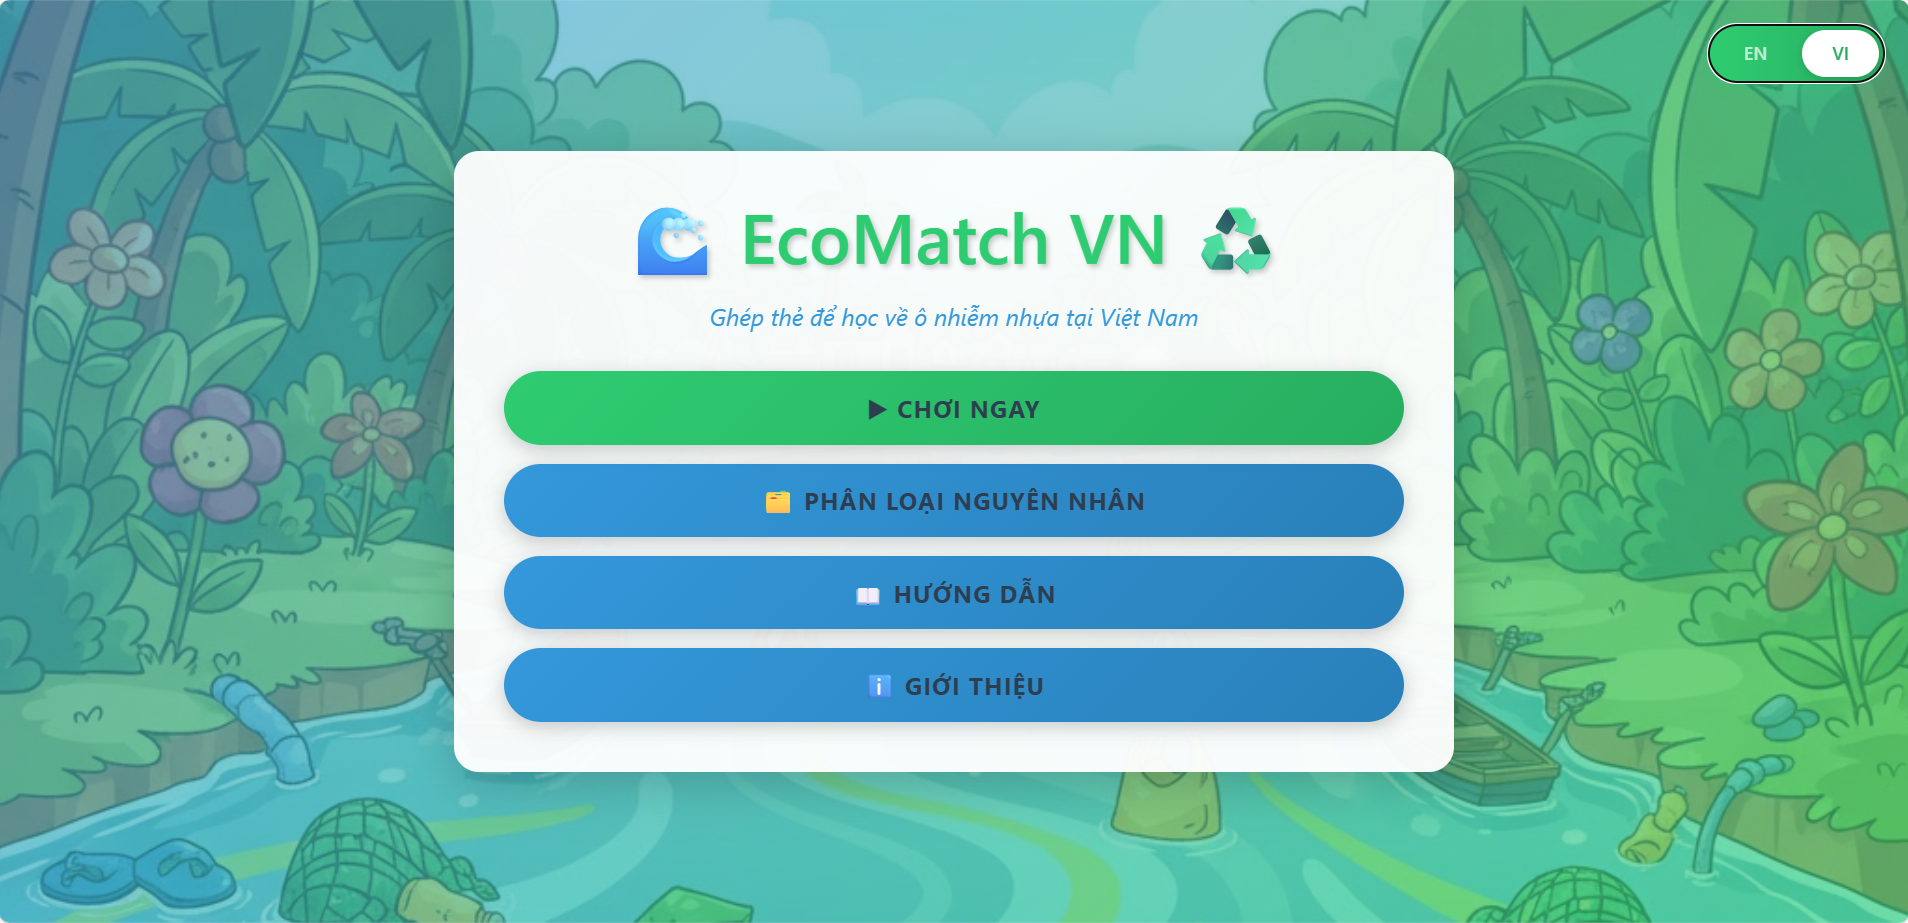 EN VI
EcoMatch VN
Ghép thẻ để học về ô nhiễm nhựa tại Việt Nam
▶ CHƠI NGAY
PHÂN LOẠI NGUYÊN NHÂN
HƯỚNG DẪN
GIỚI THIỆU